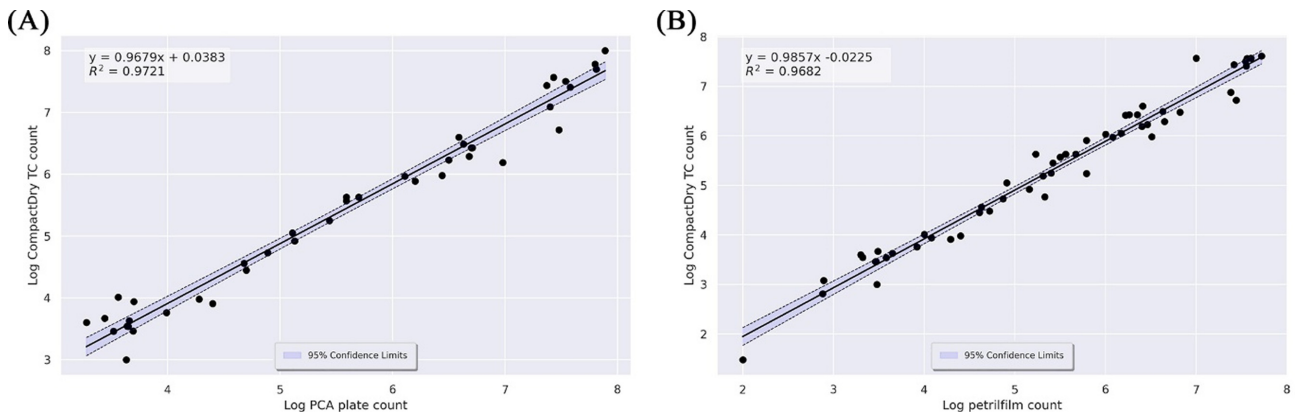 (A)
y = 0.9679x + 0.0383
R² = 0.9721
8
7
6
5
4
3
Log CompactDry TC count
95% Confidence Limits
4 5 6 7 8
Log PCA plate count
(B)
y = 0.9857x -0.0225
R² = 0.9682
8
7
6
5
4
3
2
Log CompactDry TC count
95% Confidence Limits
2 3 4 5 6 7 8
Log petrilfilm count